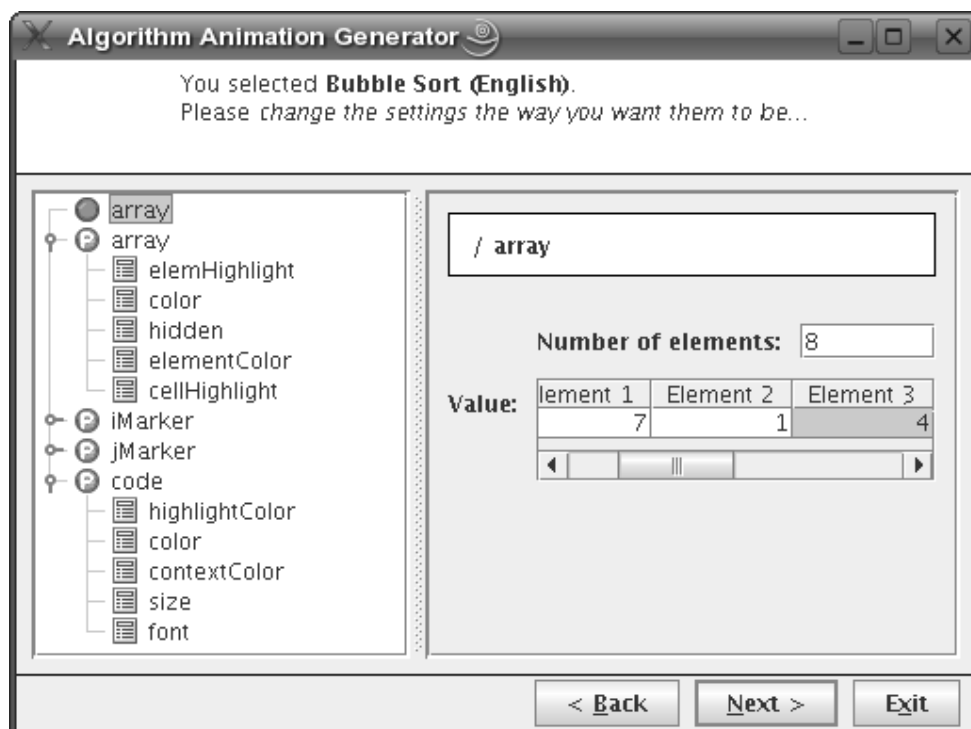 Algorithm Animation Generator
You selected Bubble Sort (English).
Please change the settings the way you want them to be...
array
array
elemHighlight
color
hidden
elementColor
cellHighlight
iMarker
jMarker
code
highlightColor
color
contextColor
size
font
/ array
Number of elements: 8
Value:
lement 1 Element 2 Element 3
7 1 4
< Back Next > Exit